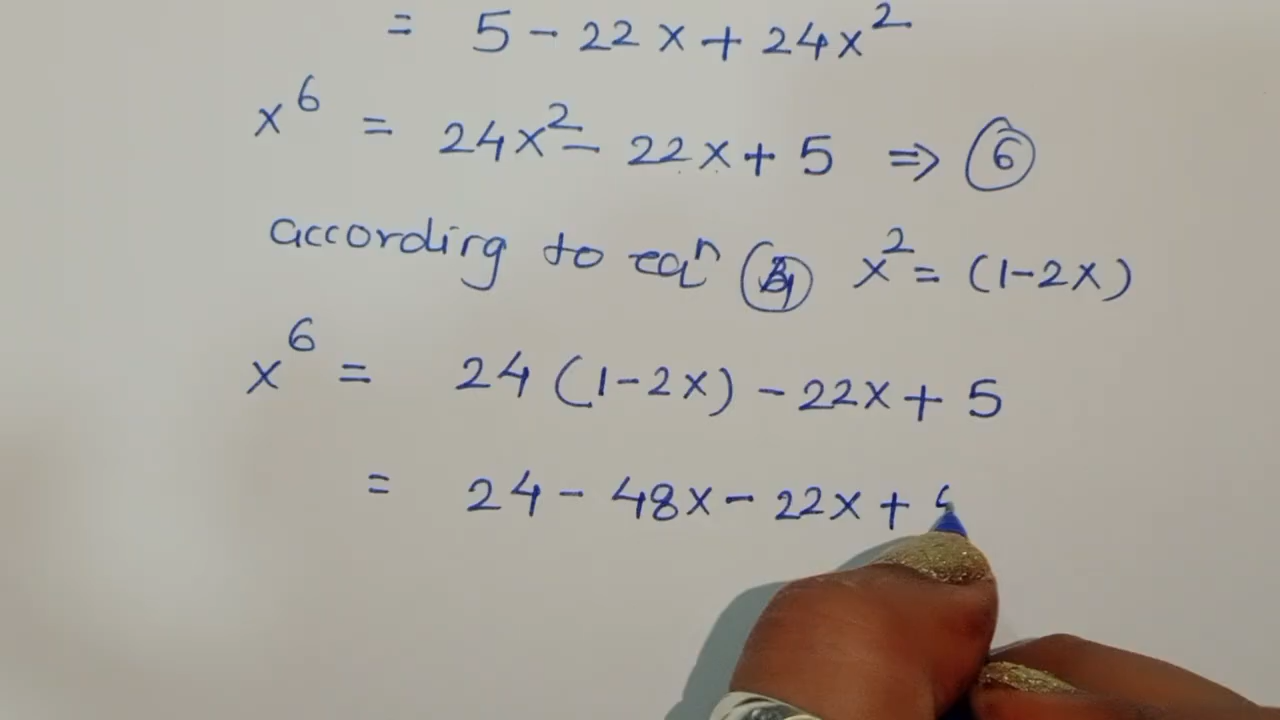 = 5 - 22x + 24x²
x⁶ = 24x² - 22x + 5 ⇒ ⑥
according to eqⁿ x² = (1-2x)
x⁶ = 24 (1-2x) - 22x + 5
= 24 - 48x - 22x +